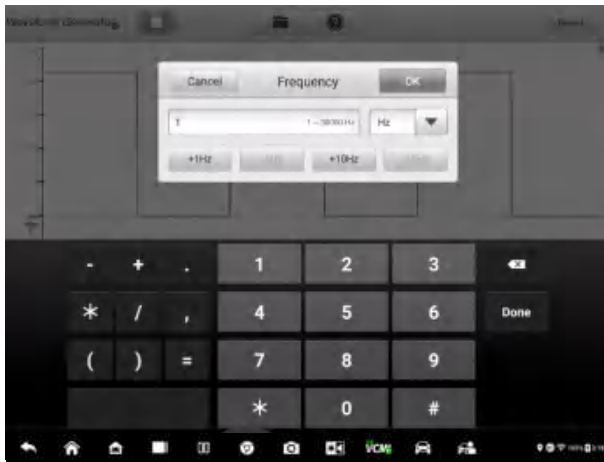 Waveform Generator
Cancel Frequency OK
1 Hz
+1Hz +10Hz
- + . 1 2 3
* / , 4 5 6 Done
( ) = 7 8 9
* 0 #
VCMI